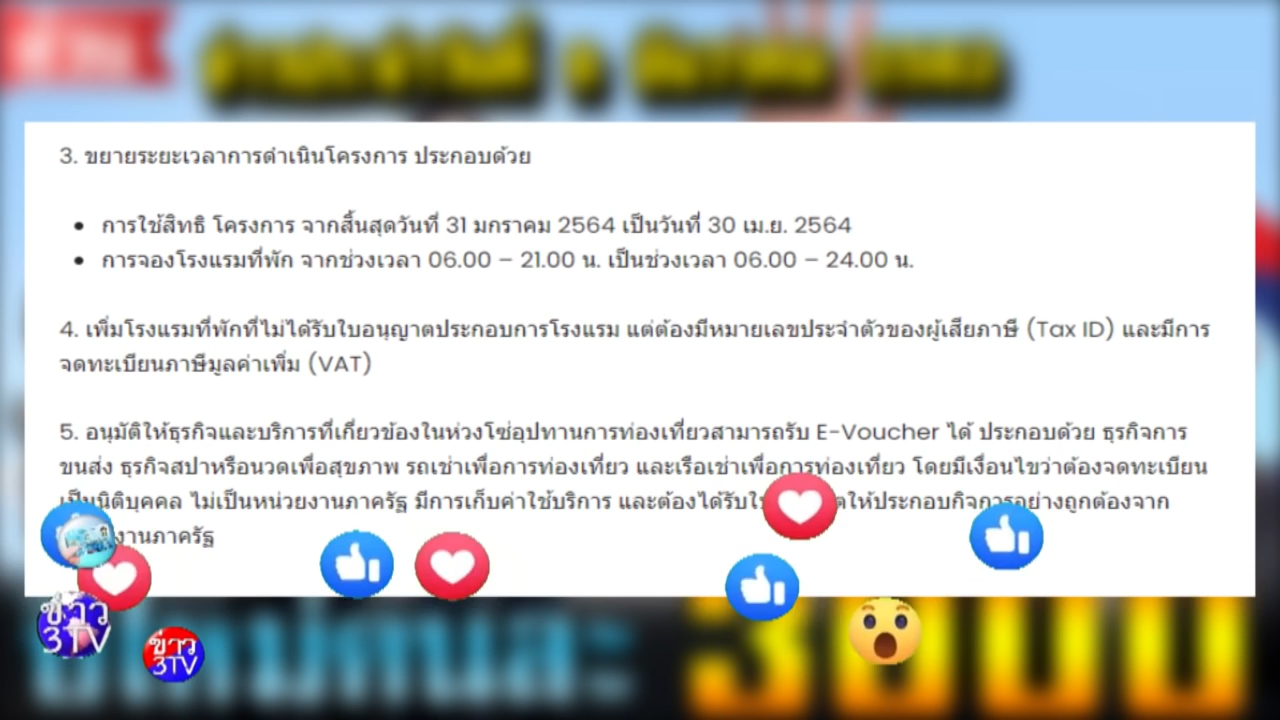 3. ขยายระยะเวลาการดำเนินโครงการ ประกอบด้วย
• การใช้สิทธิ โครงการ จากสิ้นสุดวันที่ 31 มกราคม 2564 เป็นวันที่ 30 เม.ย. 2564
• การจองโรงแรมที่พัก จากช่วงเวลา 06.00 – 21.00 น. เป็นช่วงเวลา 06.00 – 24.00 น.
4. เพิ่มโรงแรมที่พักที่ไม่ได้รับใบอนุญาตประกอบการโรงแรม แต่ต้องมีหมายเลขประจำตัวของผู้เสียภาษี (Tax ID) และมีการ
จดทะเบียนภาษีมูลค่าเพิ่ม (VAT)
5. อนุมัติให้ธุรกิจและบริการที่เกี่ยวข้องในห่วงโซ่อุปทานการท่องเที่ยวสามารถรับ E-Voucher ได้ ประกอบด้วย ธุรกิจการ
ขนส่ง ธุรกิจสปาหรือนวดเพื่อสุขภาพ รถเช่าเพื่อการท่องเที่ยว และเรือเช่าเพื่อการท่องเที่ยว โดยมีเงื่อนไขว่าต้องจดทะเบียน
เป็นนิติบุคคล ไม่เป็นหน่วยงานภาครัฐ มีการเก็บค่าใช้บริการ และต้องได้รับ ให้ประกอบกิจการอย่างถูกต้องจาก
งานภาครัฐ
ข่าว
3TV
ข่าว
3TV
3000